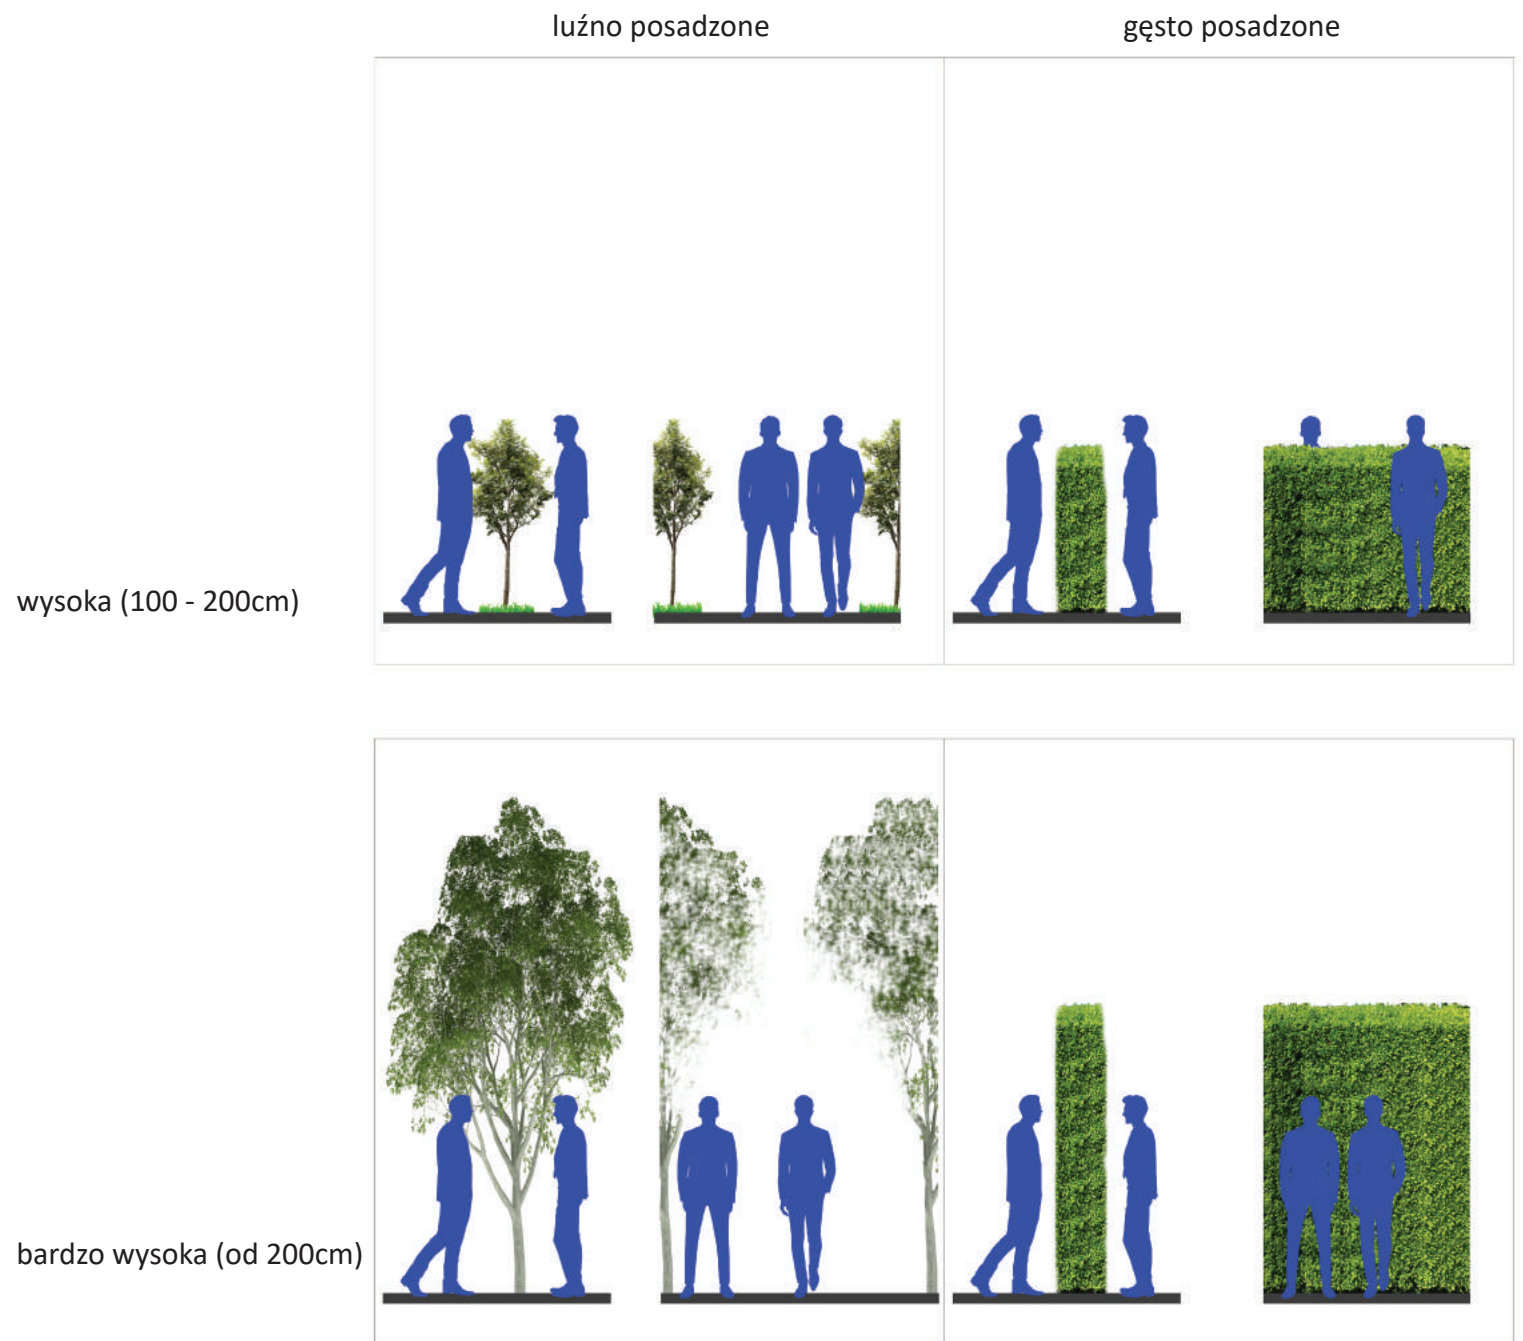 luźno posadzone
gęsto posadzone
wysoka (100 - 200cm)
bardzo wysoka (od 200cm)